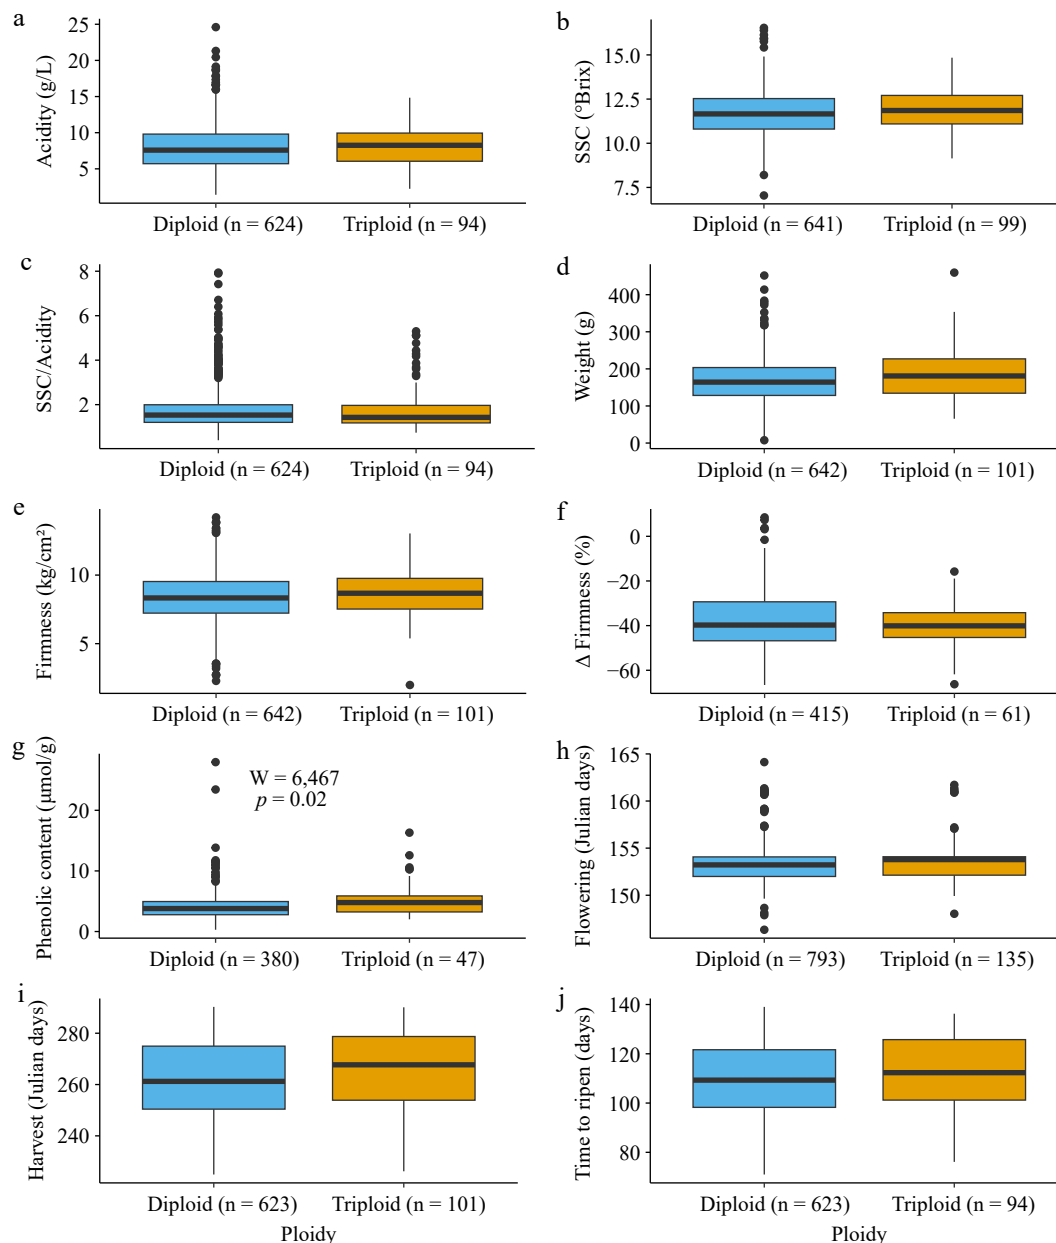 a
Acidity (g/L)
25
20
15
10
5
Diploid (n = 624)
Triploid (n = 94)
b
SSC (°Brix)
15.0
12.5
10.0
7.5
Diploid (n = 641)
Triploid (n = 99)
c
SSC/Acidity
8
6
4
2
Diploid (n = 624)
Triploid (n = 94)
d
Weight (g)
400
300
200
100
0
Diploid (n = 642)
Triploid (n = 101)
e
Firmness (kg/cm²)
10
5
Diploid (n = 642)
Triploid (n = 101)
f
Δ Firmness (%)
0
−20
−40
−60
Diploid (n = 415)
Triploid (n = 61)
g
Phenolic content (μmol/g)
20
10
0
W = 6,467
p = 0.02
Diploid (n = 380)
Triploid (n = 47)
h
Flowering (Julian days)
165
160
155
150
Diploid (n = 793)
Triploid (n = 135)
i
Harvest (Julian days)
280
260
240
Diploid (n = 623)
Triploid (n = 101)
Ploidy
j
Time to ripen (days)
140
120
100
80
Diploid (n = 623)
Triploid (n = 94)
Ploidy